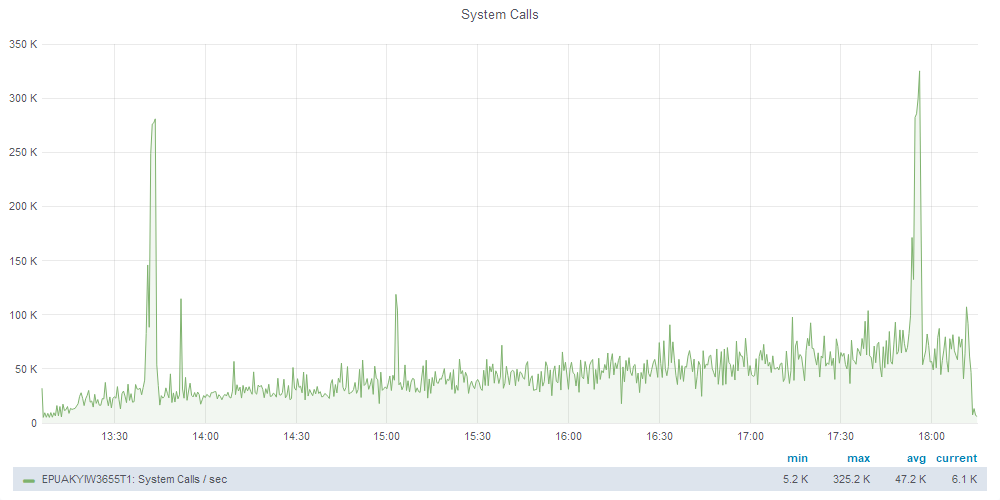 System Calls
350 K
300 K
250 K
200 K
150 K
100 K
50 K
0
13:30 14:00 14:30 15:00 15:30 16:00 16:30 17:00 17:30 18:00
min max avg current
EPUAKYIW3655T1: System Calls / sec 5.2 K 325.2 K 47.2 K 6.1 K